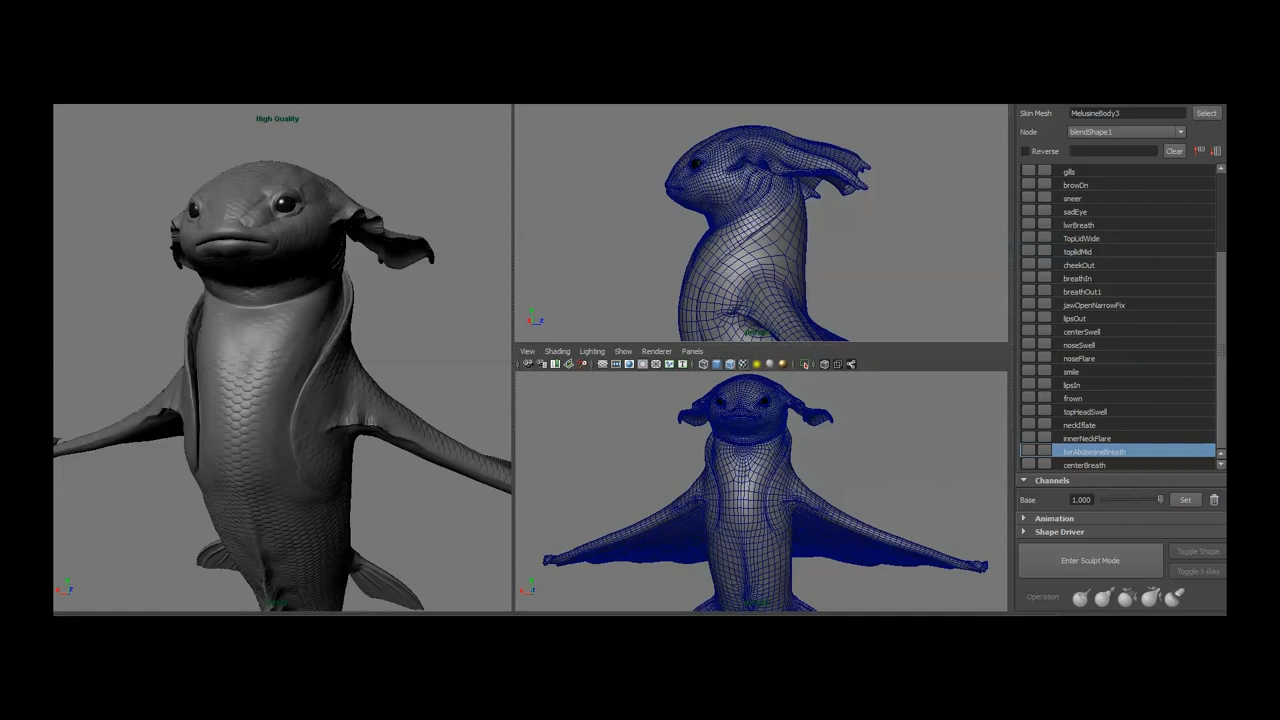 High Quality
View Shading Lighting Show Renderer Panels
Skin Mesh MelusineBody3 Select
Node blendShape1
Reverse Clear
gills
browDn
sneer
sadEye
lwrBreath
TopLidWide
toplidMid
cheekOut
breathIn
breathOut1
jawOpenNarrowFix
lipsOut
centerSwell
noseSwell
noseFlare
smile
lipsIn
frown
topHeadSwell
neckIflate
innerNeckFlare
lwrAbdomineBreath
centerBreath
Channels
Base 1.000 Set
Animation
Shape Driver
Enter Sculpt Mode
Toggle Shape
Toggle X-Ray
Operation